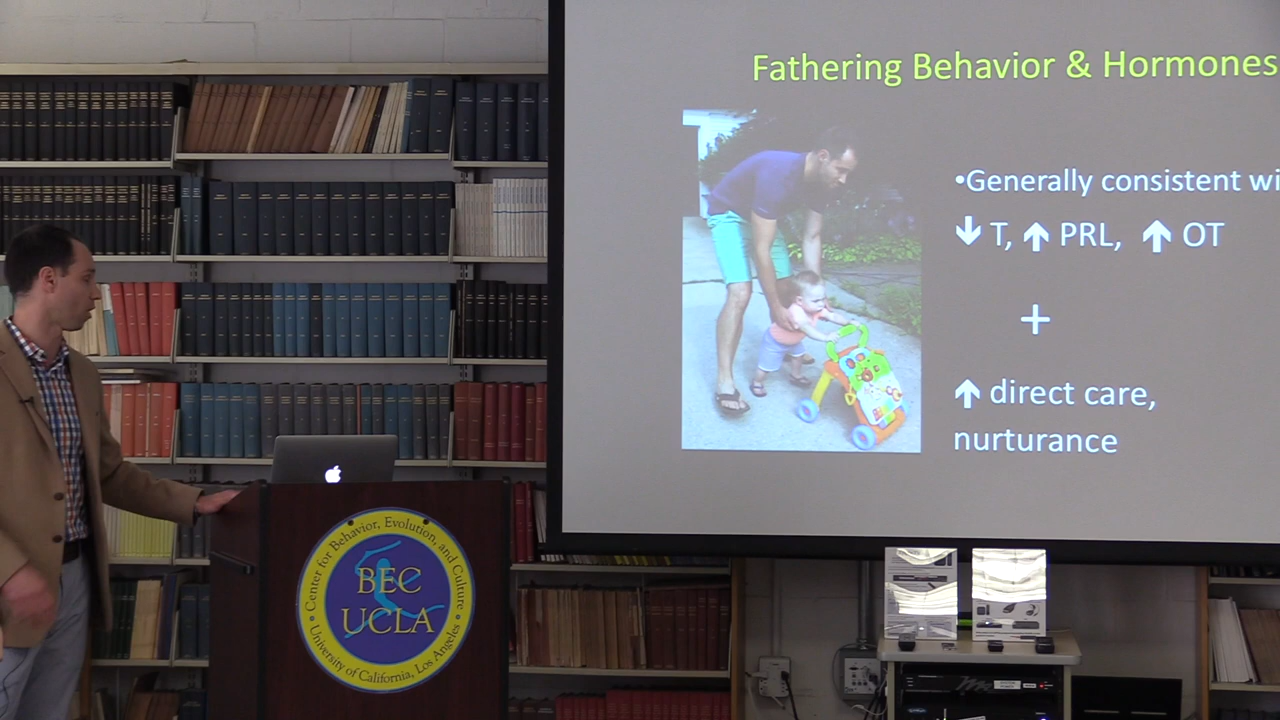 Fathering Behavior & Hormones
•Generally consistent wi
↓ T, ↑ PRL, ↑ OT
+
↑ direct care,
nurturance
Center for Behavior, Evolution, and Culture
BEC
UCLA
University of California, Los Angeles